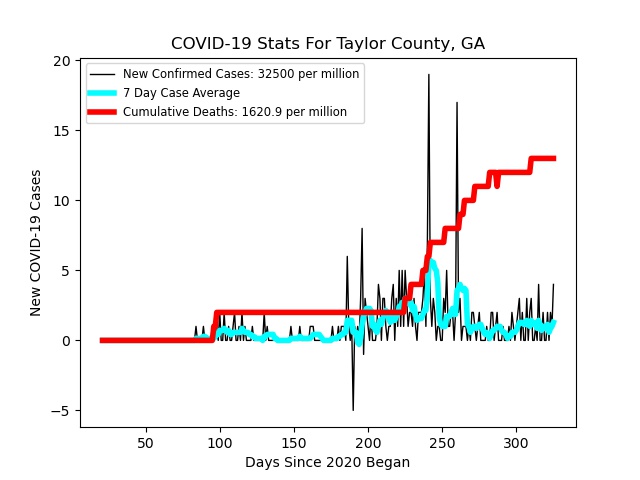 COVID-19 Stats For Taylor County, GA
New Confirmed Cases: 32500 per million
7 Day Case Average
Cumulative Deaths: 1620.9 per million
New COVID-19 Cases
20
15
10
5
0
−5
50 100 150 200 250 300
Days Since 2020 Began